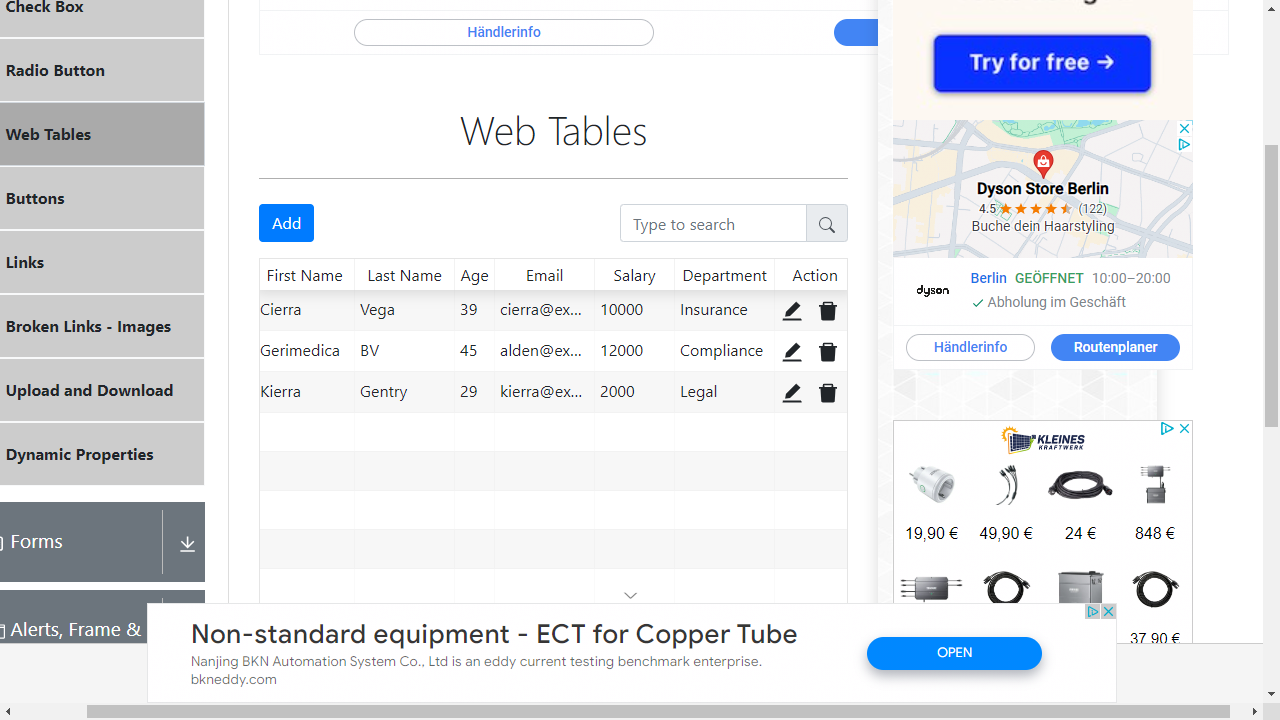 Check Box
Radio Button
Web Tables
Buttons
Links
Broken Links - Images
Upload and Download
Dynamic Properties
Forms
Alerts, Frame &
Händlerinfo
Web Tables
Add
Type to search
First Name Last Name Age Email Salary Department Action
Cierra Vega 39 cierra@ex... 10000 Insurance
Gerimedica BV 45 alden@ex... 12000 Compliance
Kierra Gentry 29 kierra@ex... 2000 Legal
Try for free →
Dyson Store Berlin
4.5 (122)
Buche dein Haarstyling
dyson
Berlin GEÖFFNET 10:00–20:00
Abholung im Geschäft
Händlerinfo Routenplaner
KLEINES
KRAFTWERK
19,90 € 49,90 € 24 € 848 €
37,90 €
Non-standard equipment - ECT for Copper Tube
Nanjing BKN Automation System Co., Ltd is an eddy current testing benchmark enterprise.
bkneddy.com
OPEN